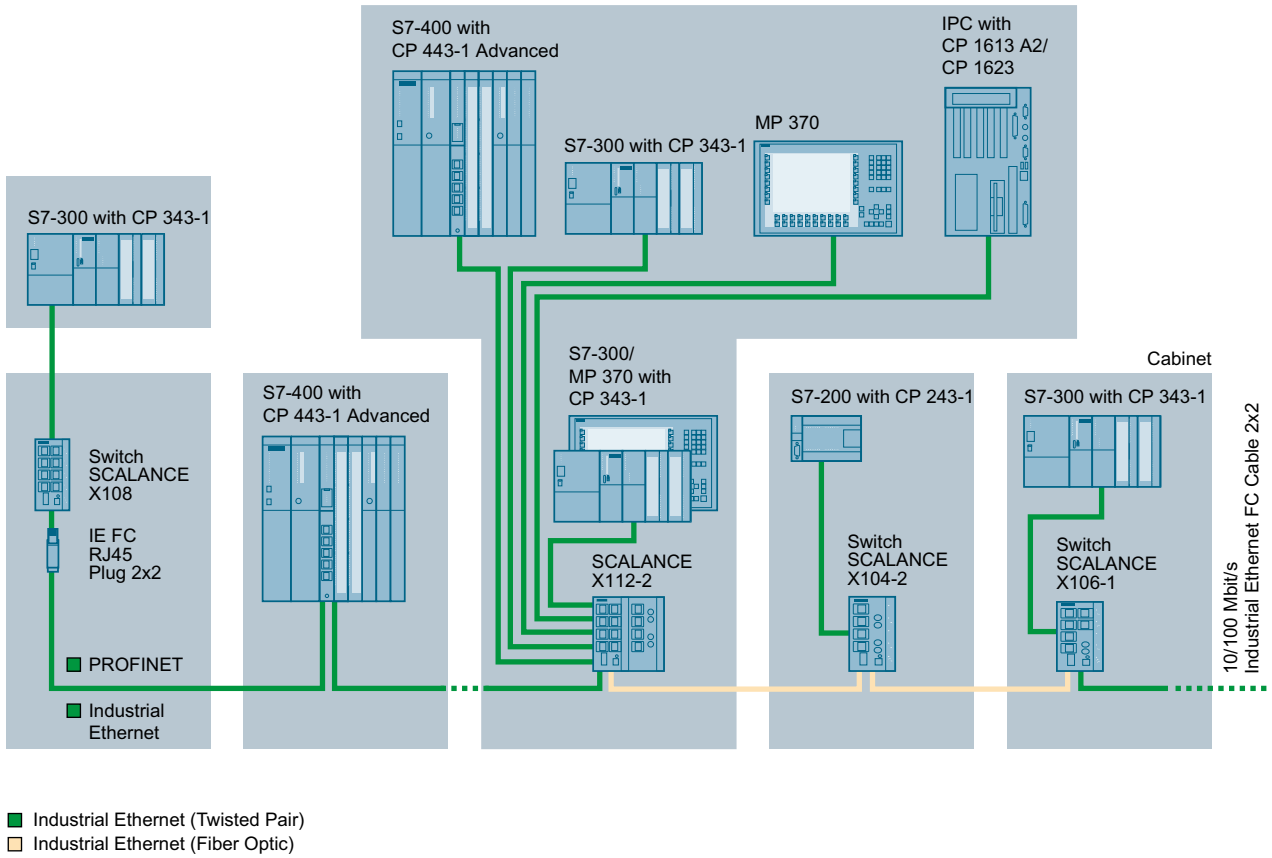 S7-400 with
CP 443-1 Advanced
IPC with
CP 1613 A2/
CP 1623
MP 370
S7-300 with CP 343-1
S7-300 with CP 343-1
S7-300/
MP 370 with
CP 343-1
Cabinet
S7-400 with
CP 443-1 Advanced
S7-200 with CP 243-1
S7-300 with CP 343-1
Switch
SCALANCE
X108
IE FC
RJ45
Plug 2x2
SCALANCE
X112-2
Switch
SCALANCE
X104-2
Switch
SCALANCE
X106-1
10/100 Mbit/s
Industrial Ethernet FC Cable 2x2
PROFINET
Industrial
Ethernet
Industrial Ethernet (Twisted Pair)
Industrial Ethernet (Fiber Optic)